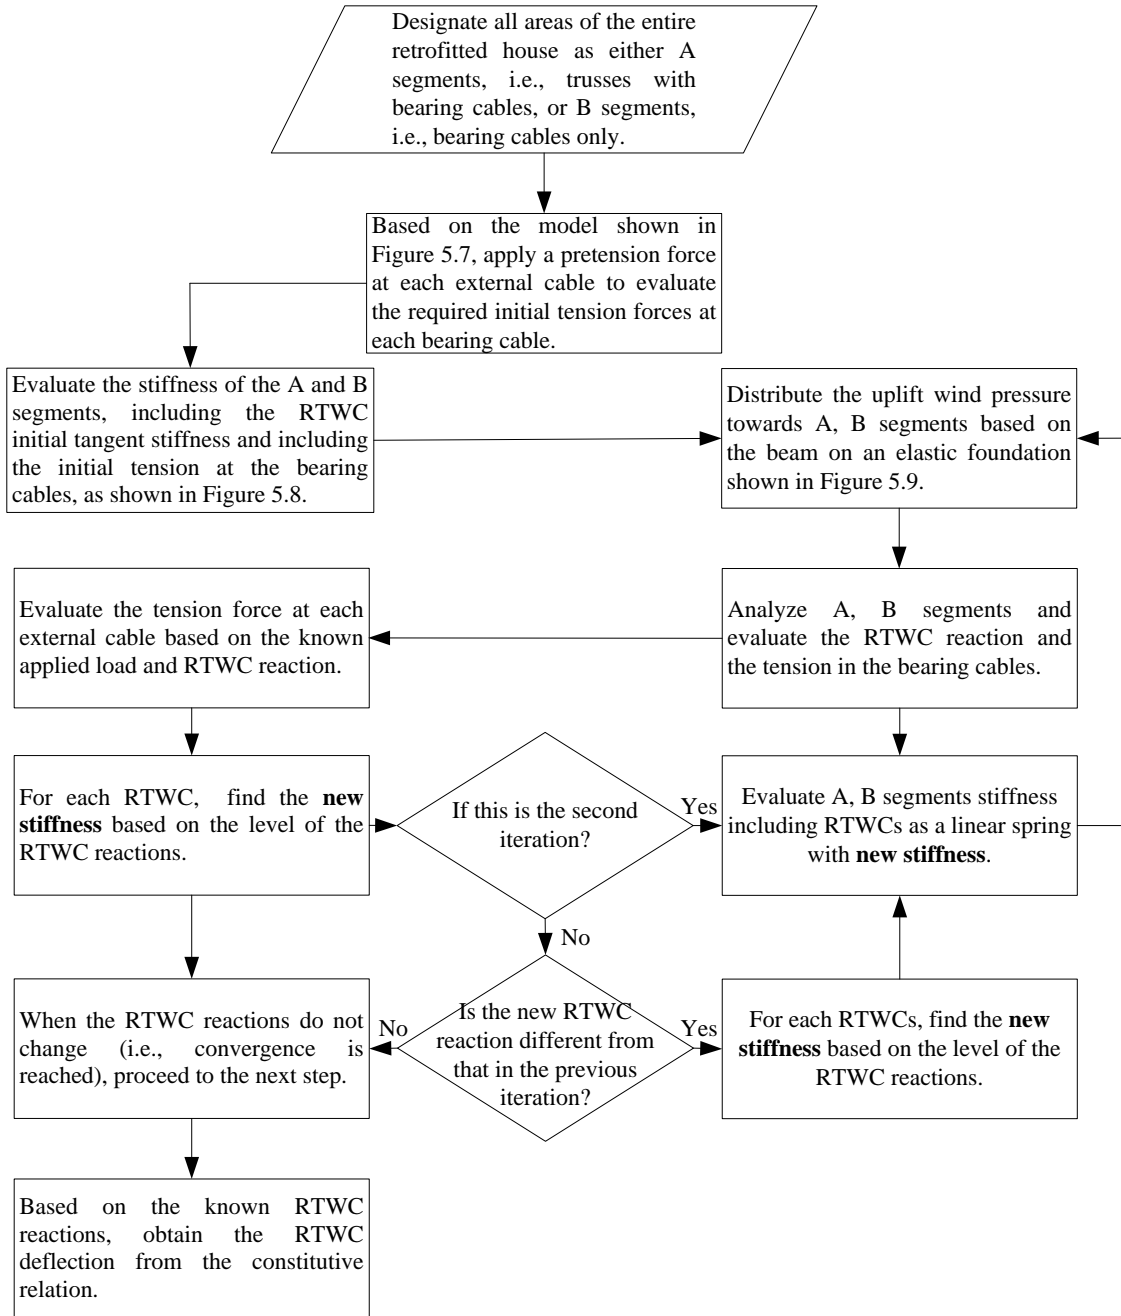 Designate all areas of the entire
retrofitted house as either A
segments, i.e., trusses with
bearing cables, or B segments,
i.e., bearing cables only.
Based on the model shown in
Figure 5.7, apply a pretension force
at each external cable to evaluate
the required initial tension forces at
each bearing cable.
Evaluate the stiffness of the A and B
segments, including the RTWC
initial tangent stiffness and including
the initial tension at the bearing
cables, as shown in Figure 5.8.
Distribute the uplift wind pressure
towards A, B segments based on
the beam on an elastic foundation
shown in Figure 5.9.
Evaluate the tension force at each
external cable based on the known
applied load and RTWC reaction.
Analyze A, B segments and
evaluate the RTWC reaction and
the tension in the bearing cables.
For each RTWC, find the new
stiffness based on the level of the
RTWC reactions.
If this is the second
iteration?
Yes
Evaluate A, B segments stiffness
including RTWCs as a linear spring
with new stiffness.
No
When the RTWC reactions do not
change (i.e., convergence is
reached), proceed to the next step.
No
Is the new RTWC
reaction different from
that in the previous
iteration?
Yes
For each RTWCs, find the new
stiffness based on the level of the
RTWC reactions.
Based on the known RTWC
reactions, obtain the RTWC
deflection from the constitutive
relation.